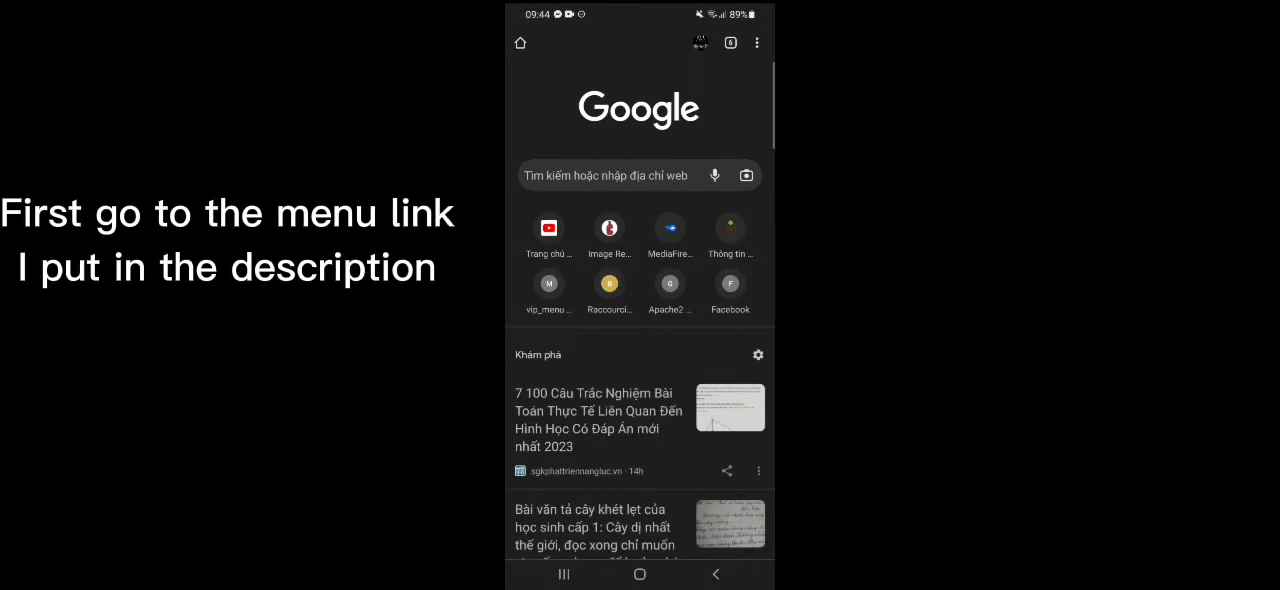 First go to the menu link
I put in the description
09:44
89%
6
Google
Tìm kiếm hoặc nhập địa chỉ web
Trang chủ ...
Image Re...
MediaFire...
Thông tin ...
M
B
G
F
vip_menu ...
Raccourci...
Apache2 ...
Facebook
Khám phá
7 100 Câu Trắc Nghiệm Bài
Toán Thực Tế Liên Quan Đến
Hình Học Có Đáp Án mới
nhất 2023
sgkphattriennangluc.vn · 14h
Bài văn tả cây khét lẹt của
học sinh cấp 1: Cây dị nhất
thế giới, đọc xong chỉ muốn